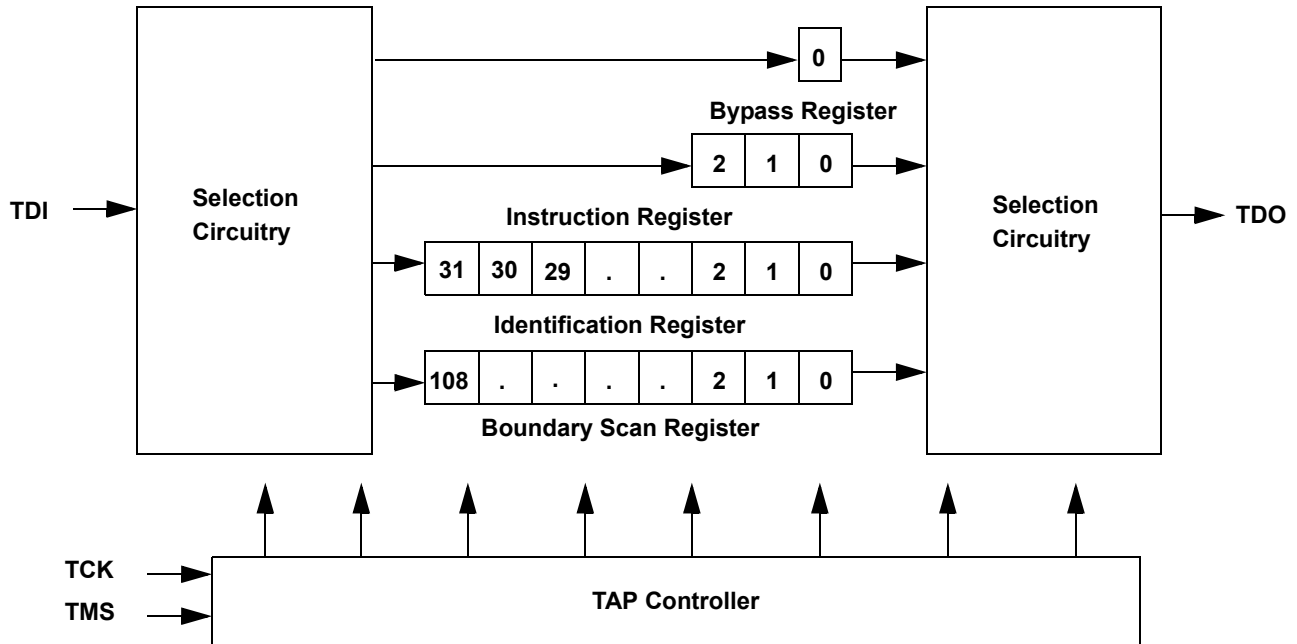 0
Bypass Register
2 1 0
TDI
Selection
Circuitry
Instruction Register
Selection
Circuitry
TDO
31 30 29 . . 2 1 0
Identification Register
108 . . . . 2 1 0
Boundary Scan Register
TCK
TMS
TAP Controller